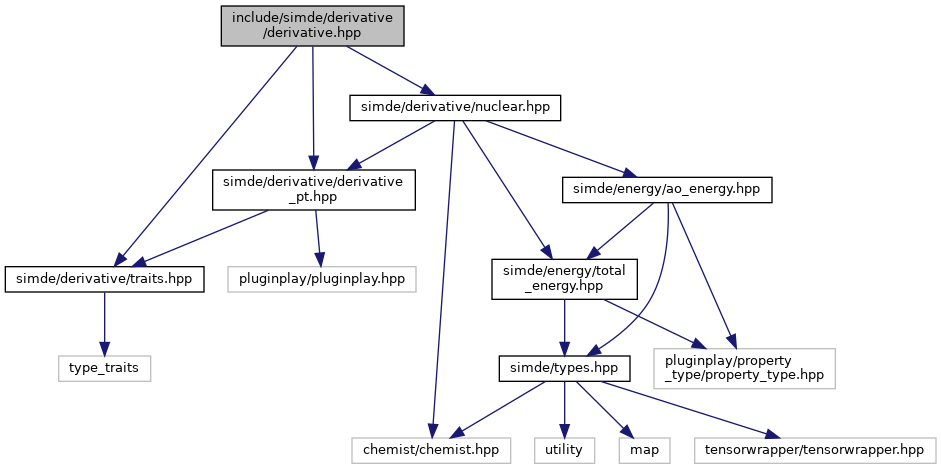 include/simde/derivative
/derivative.hpp
simde/derivative/nuclear.hpp
simde/derivative/derivative
_pt.hpp
simde/energy/ao_energy.hpp
simde/derivative/traits.hpp
pluginplay/pluginplay.hpp
simde/energy/total
_energy.hpp
type_traits
simde/types.hpp
pluginplay/property
_type/property_type.hpp
chemist/chemist.hpp
utility
map
tensorwrapper/tensorwrapper.hpp